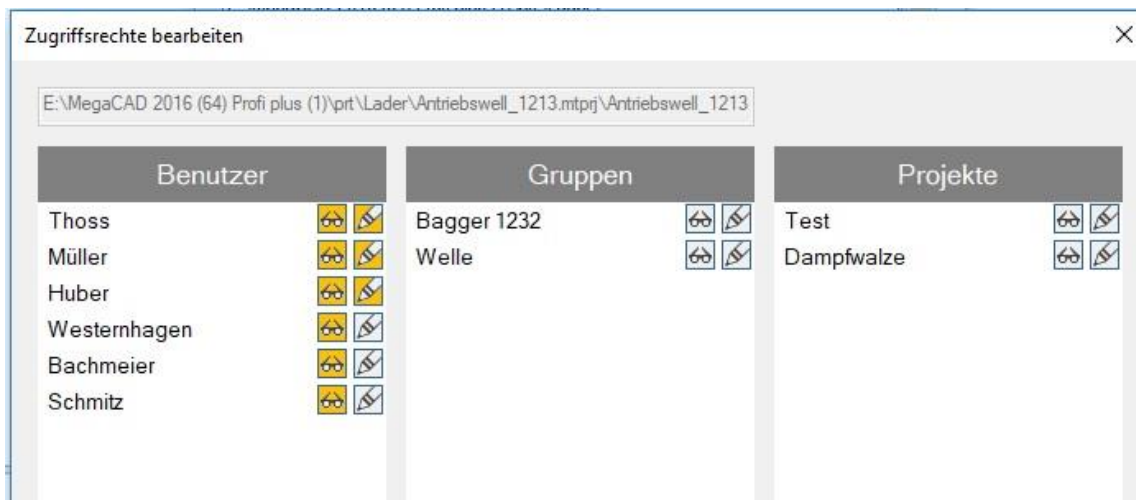 Zugriffsrechte bearbeiten
E:\MegaCAD 2016 (64) Profi plus (1)\prt\Lader\Antriebswell_1213.mtprj\Antriebswell_1213
Benutzer
Thoss
Müller
Huber
Westernhagen
Bachmeier
Schmitz
Gruppen
Bagger 1232
Welle
Projekte
Test
Dampfwalze